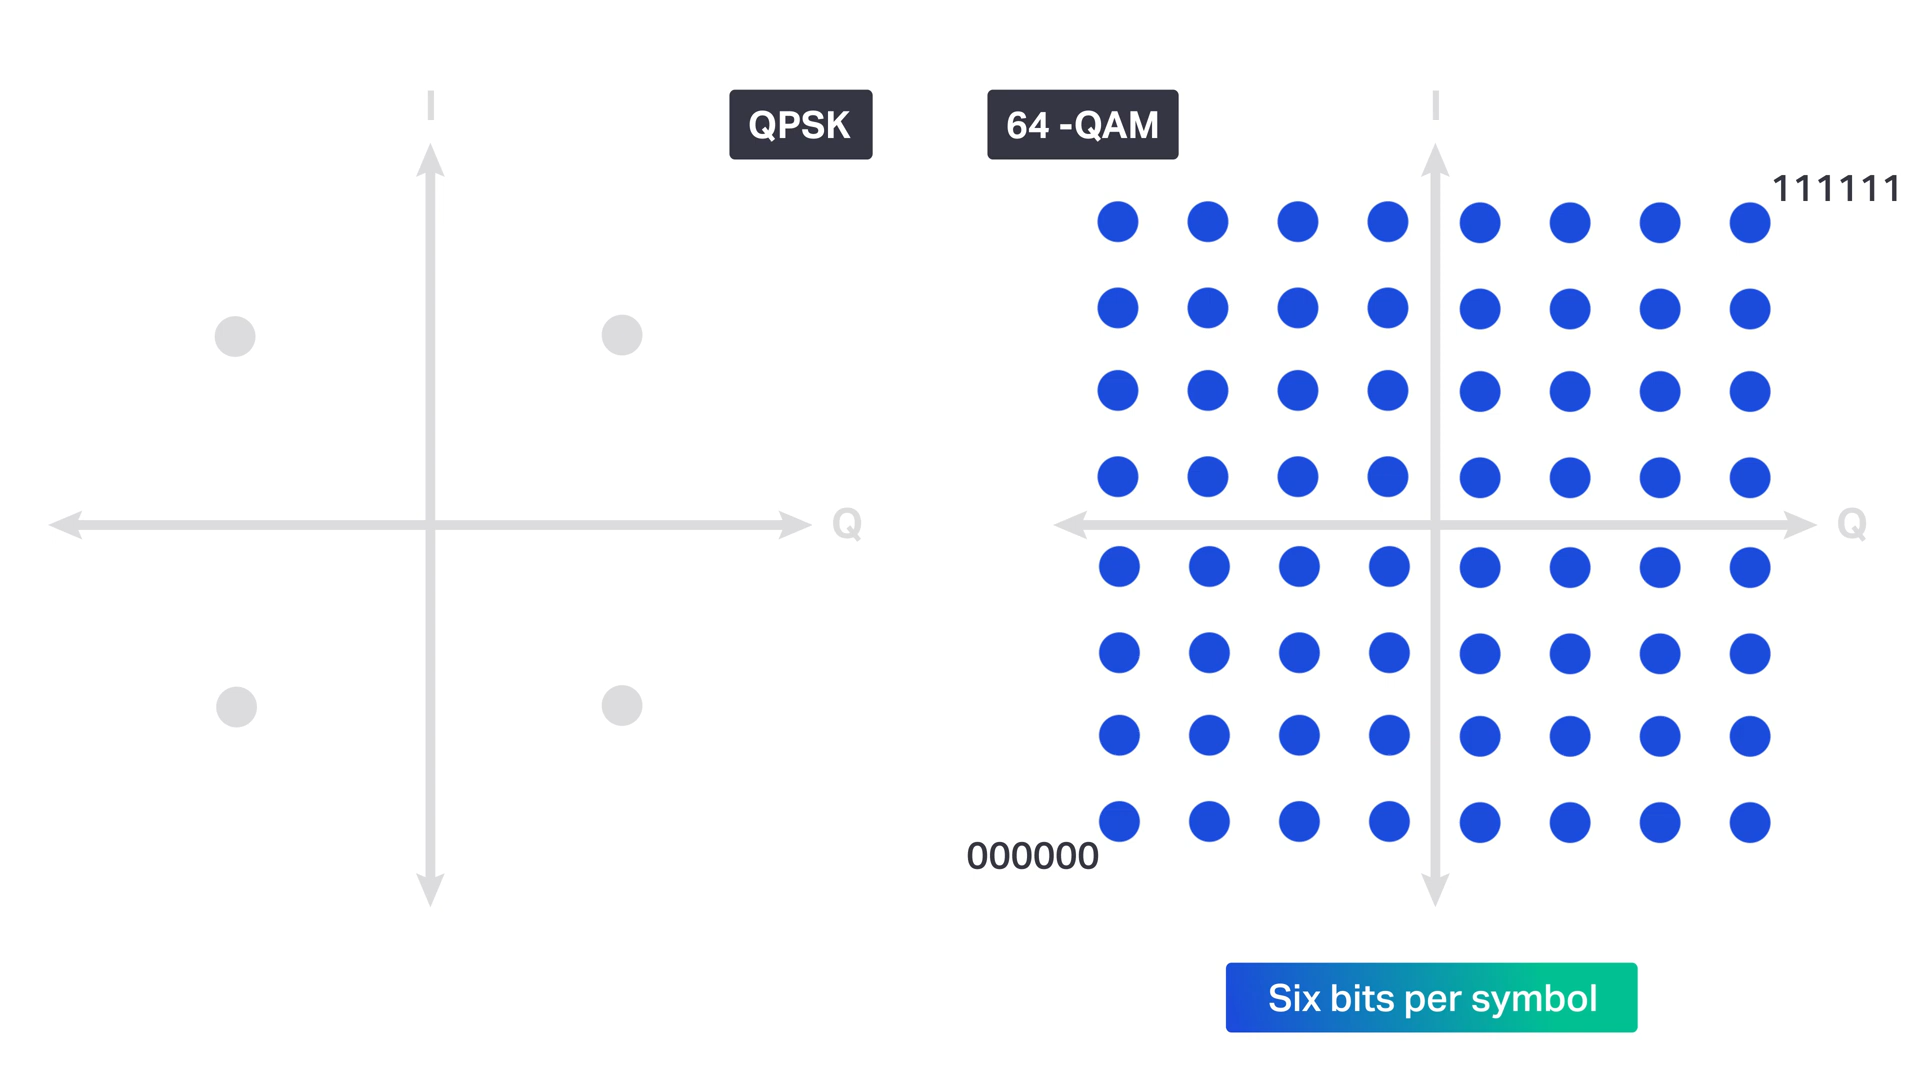 I
QPSK
Q
64 -QAM
I
111111
Q
000000
Six bits per symbol